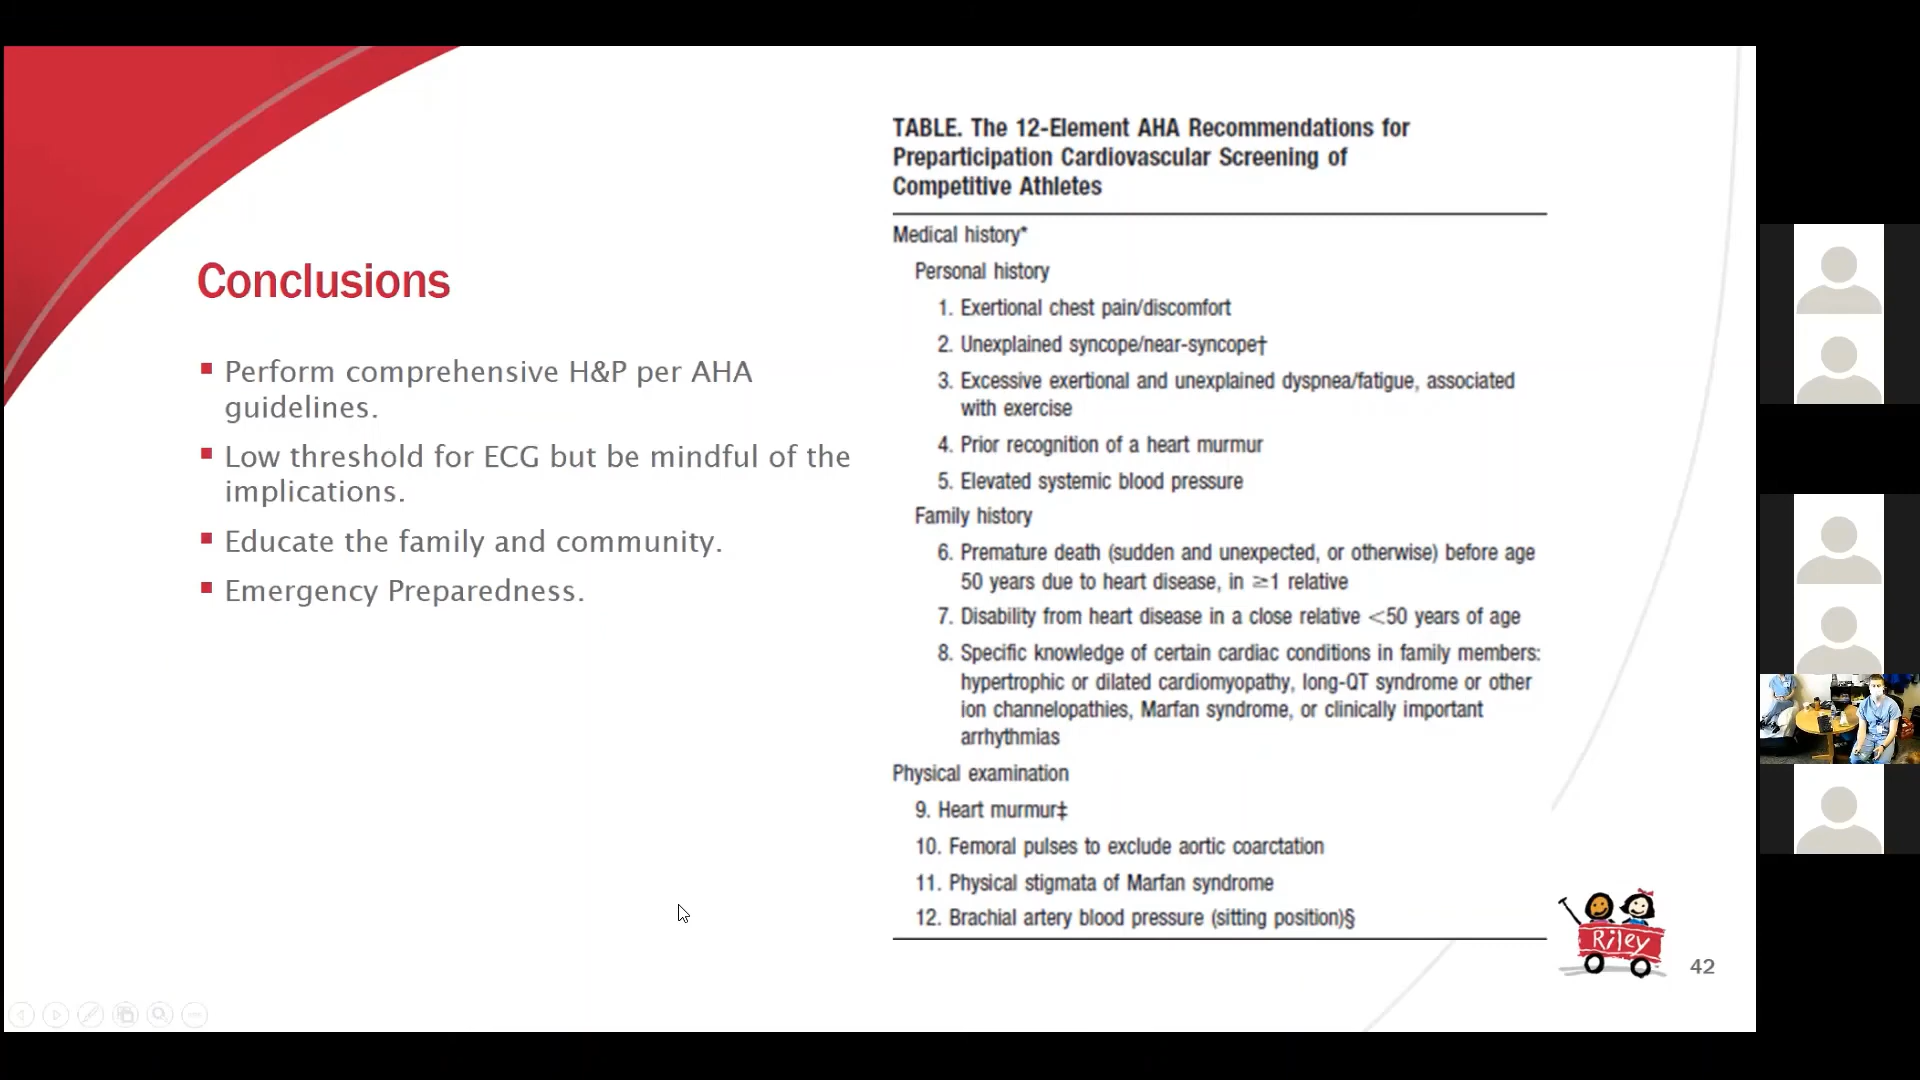 Conclusions
Perform comprehensive H&P per AHA
guidelines.
Low threshold for ECG but be mindful of the
implications.
Educate the family and community.
Emergency Preparedness.
TABLE. The 12-Element AHA Recommendations for
Preparticipation Cardiovascular Screening of
Competitive Athletes
Medical history*
Personal history
1. Exertional chest pain/discomfort
2. Unexplained syncope/near-syncope†
3. Excessive exertional and unexplained dyspnea/fatigue, associated
with exercise
4. Prior recognition of a heart murmur
5. Elevated systemic blood pressure
Family history
6. Premature death (sudden and unexpected, or otherwise) before age
50 years due to heart disease, in ≥1 relative
7. Disability from heart disease in a close relative <50 years of age
8. Specific knowledge of certain cardiac conditions in family members:
hypertrophic or dilated cardiomyopathy, long-QT syndrome or other
ion channelopathies, Marfan syndrome, or clinically important
arrhythmias
Physical examination
9. Heart murmur‡
10. Femoral pulses to exclude aortic coarctation
11. Physical stigmata of Marfan syndrome
12. Brachial artery blood pressure (sitting position)§
Riley
42